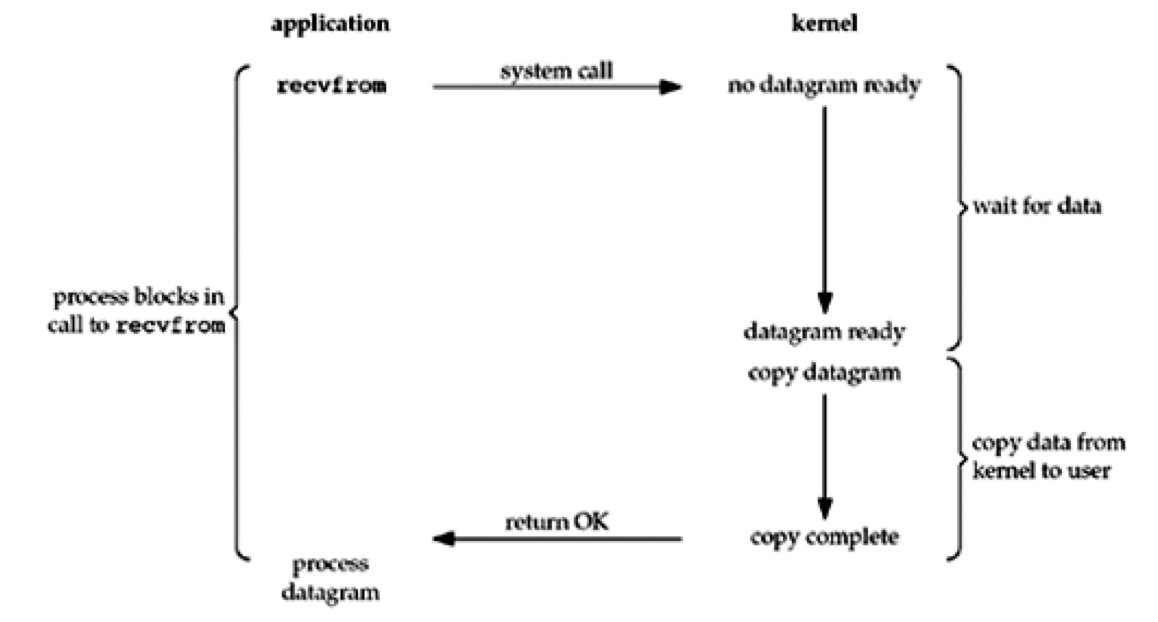 application
kernel
recvfrom
system call
no datagram ready
wait for data
process blocks in
call to recvfrom
datagram ready
copy datagram
copy data from
kernel to user
return OK
copy complete
process
datagram